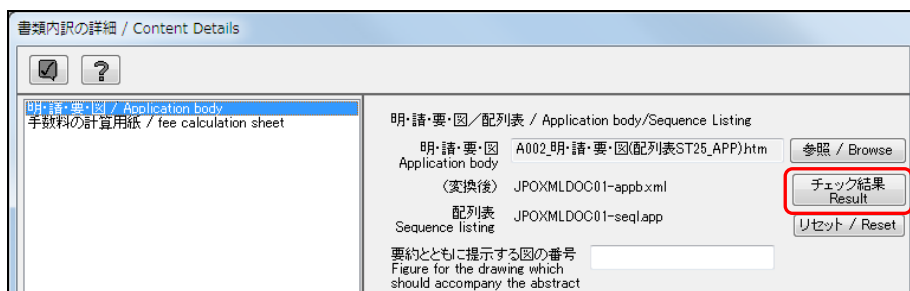 書類内訳の詳細 / Content Details
?
明・請・要・図 / Application body
手数料の計算用紙 / fee calculation sheet
明・請・要・図／配列表 / Application body/Sequence Listing
明・請・要・図
Application body
A002_明・請・要・図(配列表ST25_APP).htm
参照 / Browse
(変換後)
JPOXMLDOC01-appb.xml
チェック結果
Result
配列表
Sequence listing
JPOXMLDOC01-seql.app
リセット / Reset
要約とともに提示する図の番号
Figure for the drawing which
should accompany the abstract